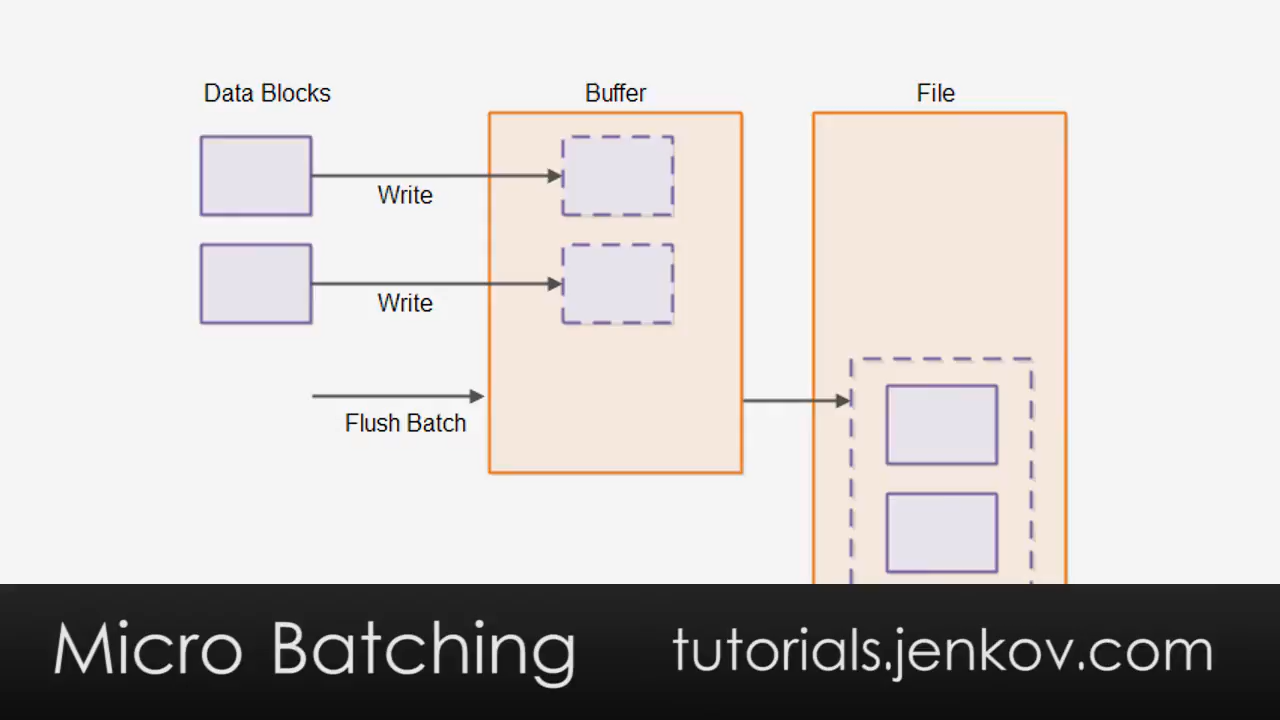 Data Blocks
Buffer
File
Write
Write
Flush Batch
Micro Batching
tutorials.jenkov.com